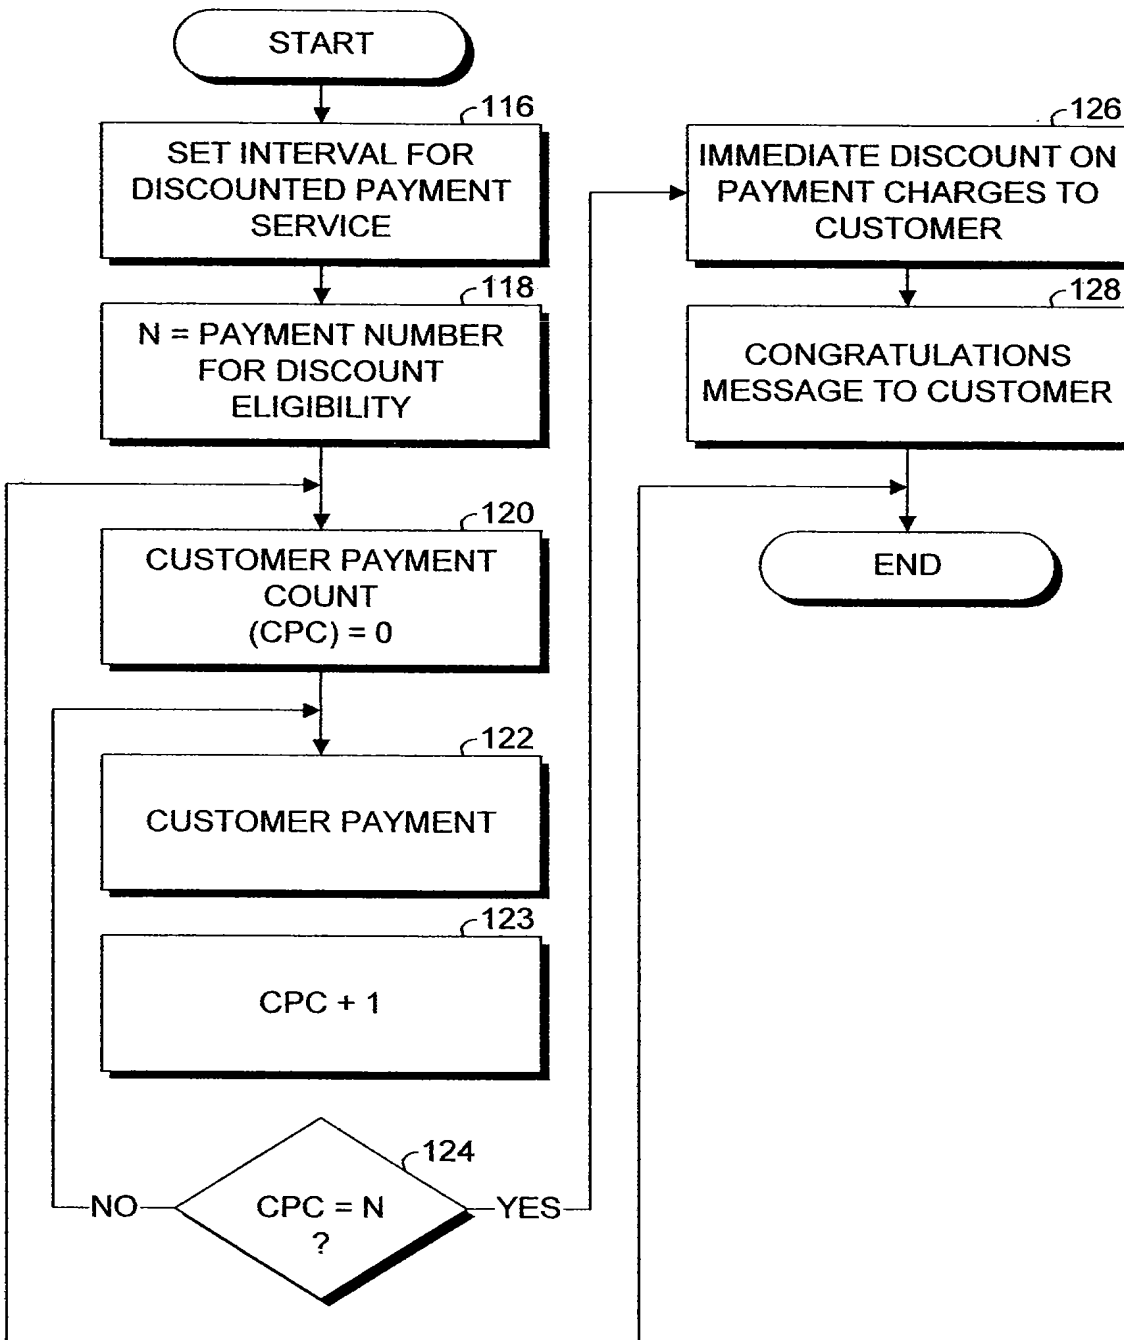 START
116
SET INTERVAL FOR
DISCOUNTED PAYMENT
SERVICE
118
N = PAYMENT NUMBER
FOR DISCOUNT
ELIGIBILITY
120
CUSTOMER PAYMENT
COUNT
(CPC) = 0
122
CUSTOMER PAYMENT
123
CPC + 1
124
CPC = N
?
NO
YES
126
IMMEDIATE DISCOUNT ON
PAYMENT CHARGES TO
CUSTOMER
128
CONGRATULATIONS
MESSAGE TO CUSTOMER
END